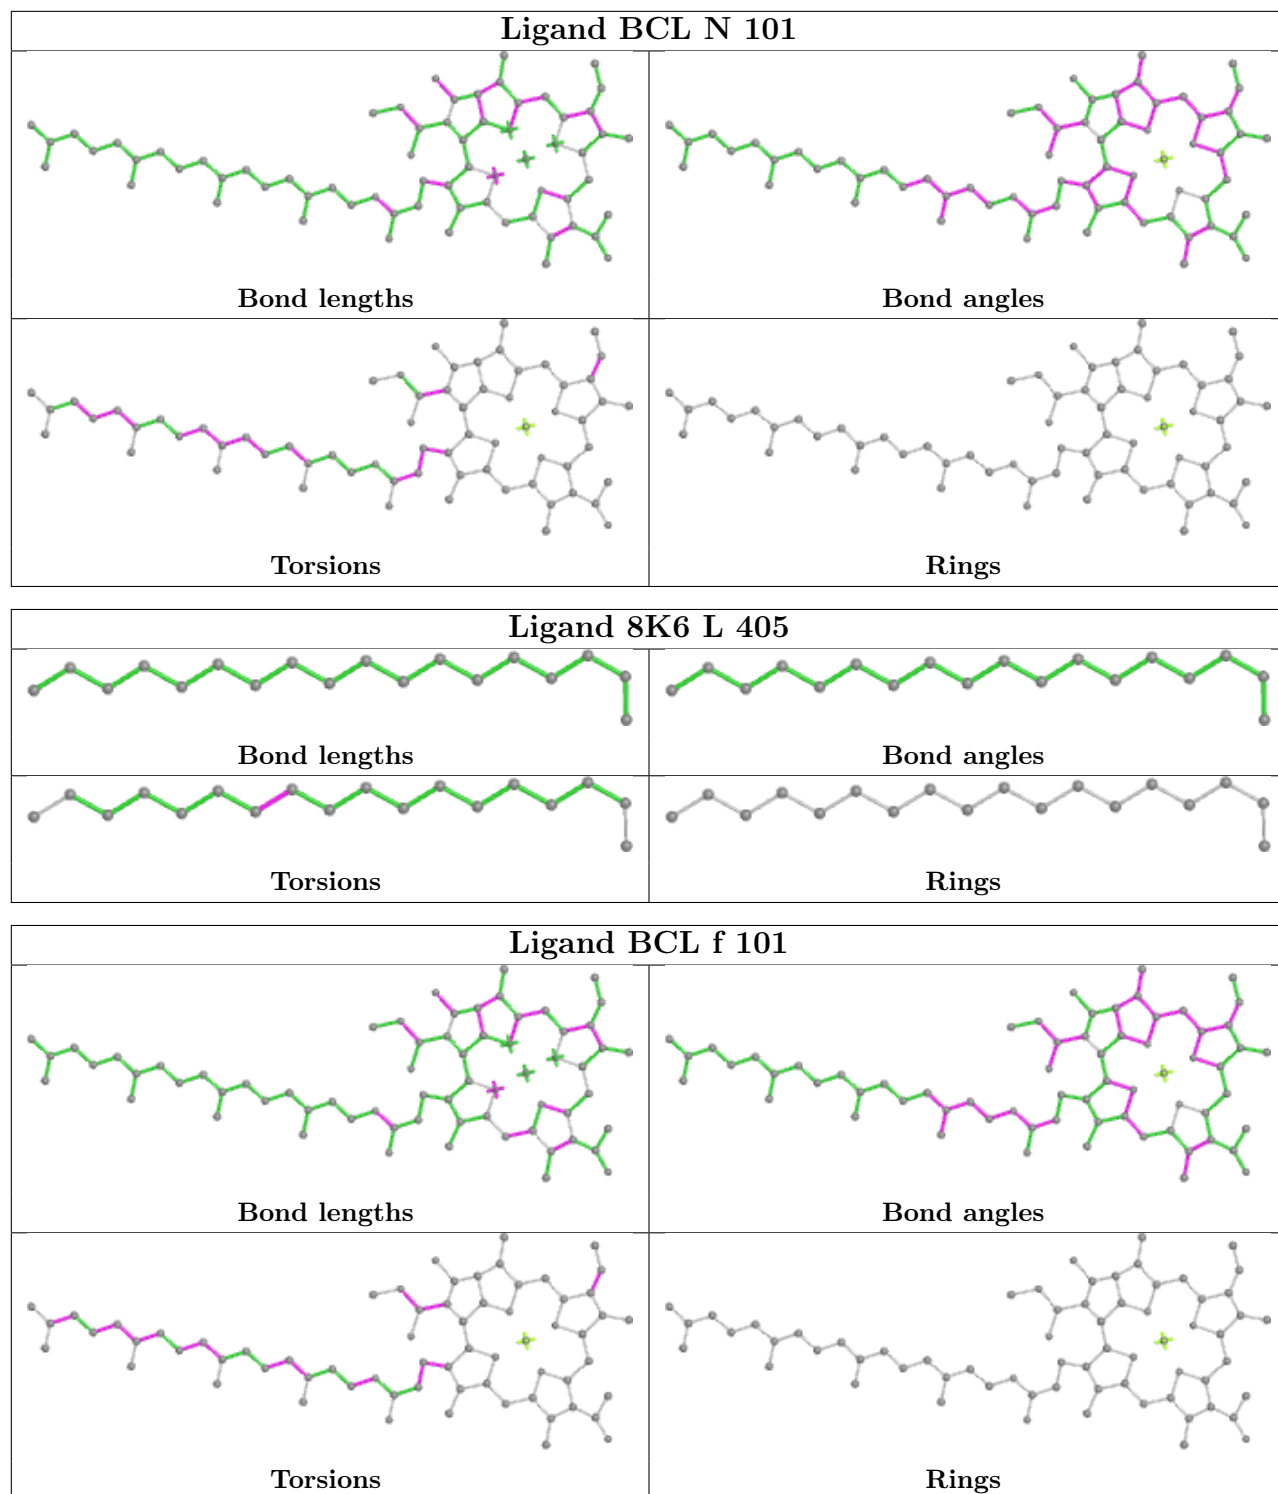 Ligand BCL N 101
Bond lengths
Bond angles
Torsions
Rings
Ligand 8K6 L 405
Bond lengths
Bond angles
Torsions
Rings
Ligand BCL f 101
Bond lengths
Bond angles
Torsions
Rings